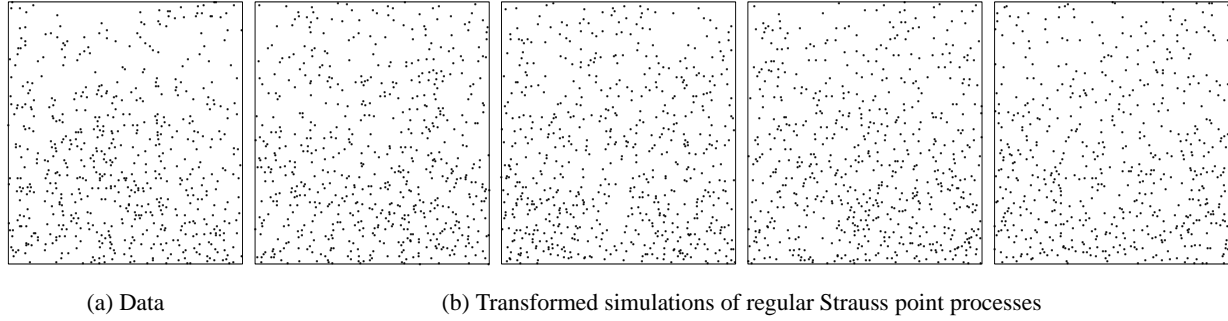 (a) Data
(b) Transformed simulations of regular Strauss point processes